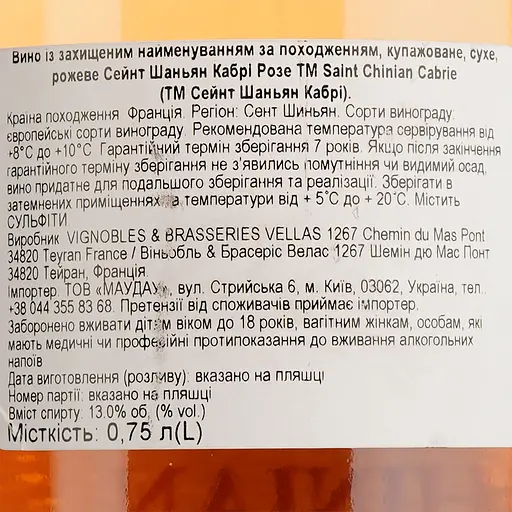 Вино із захищеним найменуванням за походженням, купажоване, сухе,
рожеве Сейнт Шаньян Кабрі Розе ТМ Saint Chinian Cabrie
(ТМ Сейнт Шаньян Кабрі).
Країна походження Франція. Регіон: Сент Шиньян. Сорти винограду:
європейські сорти винограду. Рекомендована температура сервірування від
+8°С до +10°С Гарантійний термін зберігання 7 років. Якщо після закінчення
гарантійного терміну зберігання не з'явились помутніння чи видимий осад,
вино придатне для подальшого зберігання та реалізації. Зберігати в
затемнених приміщеннях за температури від + 5°С до + 20°С. Містить
СУЛЬФІТИ
Виробник VIGNOBLES & BRASSERIES VELLAS 1267 Chemin du Mas Pont
34820 Teyran France / Віньобль & Брасеріс Велас 1267 Шемін дю Мас Понт
34820 Тейран, Франція.
Імпортер. ТОВ «МАУДАУ», вул. Стрийська 6, м. Київ, 03062, Україна, тел.
+38 044 355 83 68. Претензії від споживачів приймає імпортер.
Заборонено вживати дітям віком до 18 років, вагітним жінкам, особам, які
мають медичні чи професійні протипоказання до вживання алкогольних
напоїв
Дата виготовлення (розливу): вказано на пляшці
Номер партії: вказано на пляшці
Вміст спирту: 13.0% об, (% vol.)
Місткість: 0,75 л(L)